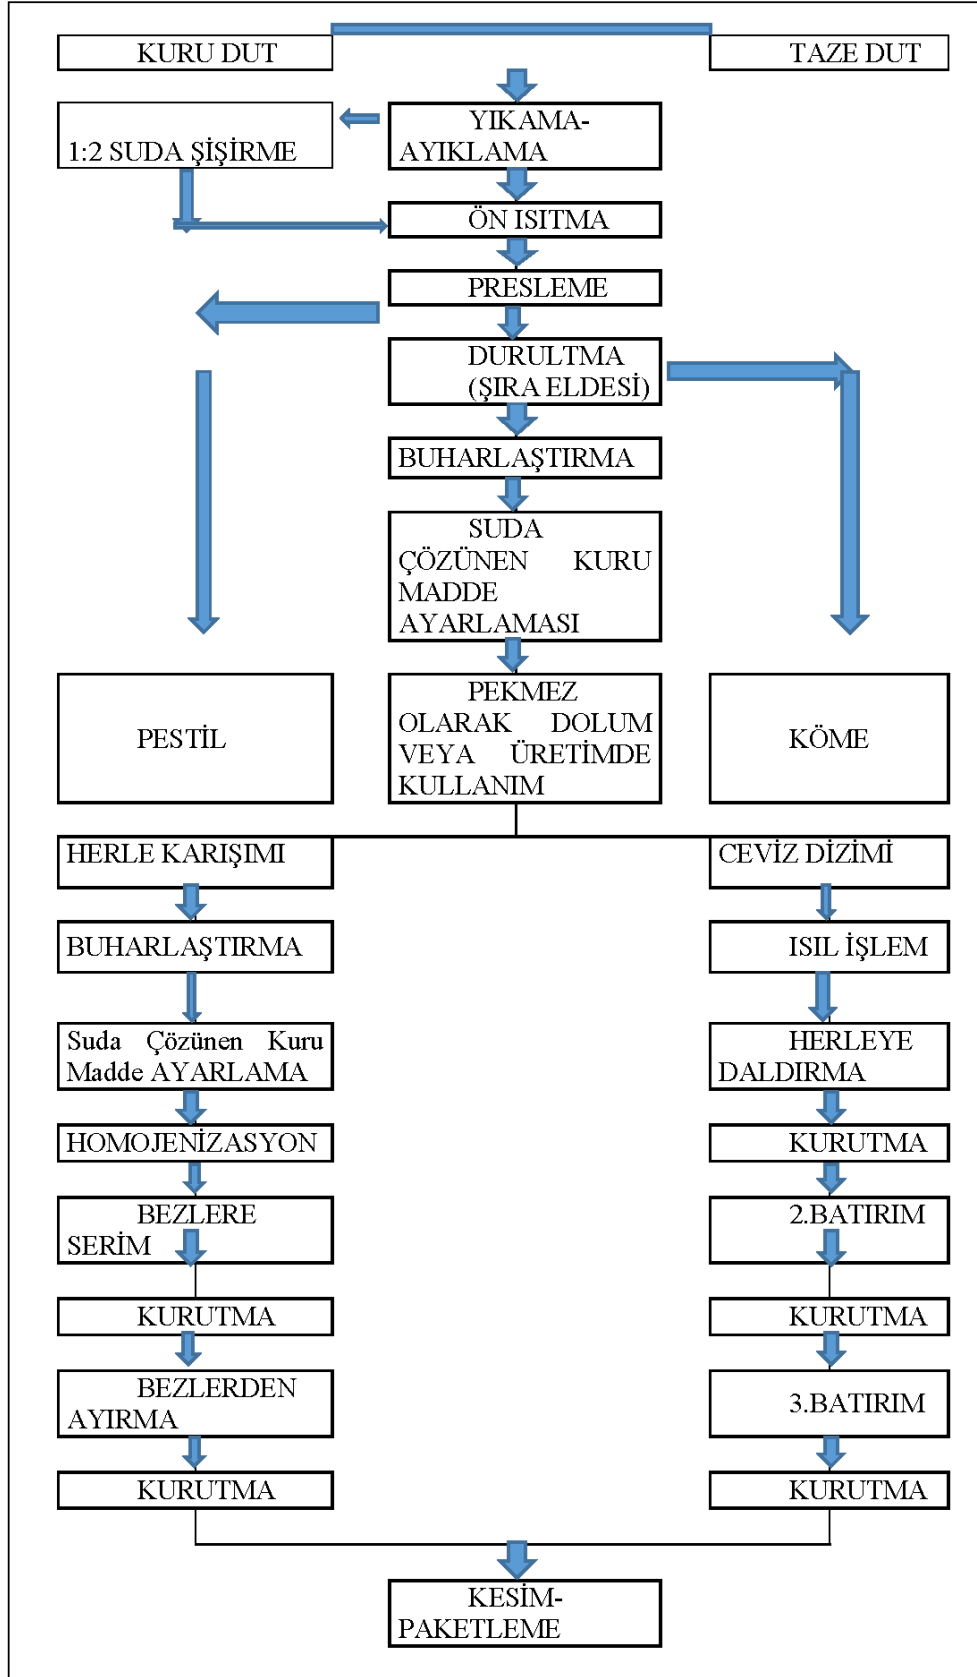 KURU DUT
TAZE DUT
YIKAMA-
AYIKLAMA
1:2 SUDA ŞİŞİRME
ÖN ISITMA
PRESLEME
DURULTMA
(ŞIRA ELDESİ)
BUHARLAŞTIRMA
SUDA
ÇÖZÜNEN KURU
MADDE
AYARLAMASI
PESTİL
PEKMEZ
OLARAK DOLUM
VEYA ÜRETİMDE
KULLANIM
KÖME
HERLE KARIŞIMI
BUHARLAŞTIRMA
Suda Çözünen Kuru
Madde AYARLAMA
HOMOJENİZASYON
BEZLERE
SERİM
KURUTMA
BEZLERDEN
AYIRMA
KURUTMA
CEVİZ DİZİMİ
ISIL İŞLEM
HERLEYE
DALDIRMA
KURUTMA
2.BATIRIM
KURUTMA
3.BATIRIM
KURUTMA
KESİM-
PAKETLEME